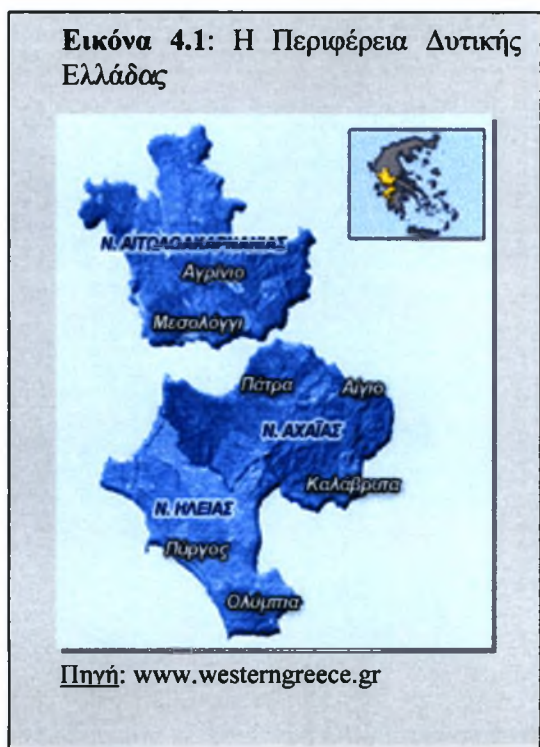 Εικόνα 4.1: Η Περιφέρεια Δυτικής
Ελλάδας
Ν. ΑΙΤΩΛΟΑΚΑΡΝΑΝΙΑΣ
Αγρίνιο
Μεσολόγγι
Πάτρα
Αίγιο
Ν. ΑΧΑΪΑΣ
Καλάβρυτα
Ν. ΗΛΕΙΑΣ
Πύργος
Ολύμπια
Πηγή: www.westerngreece.gr